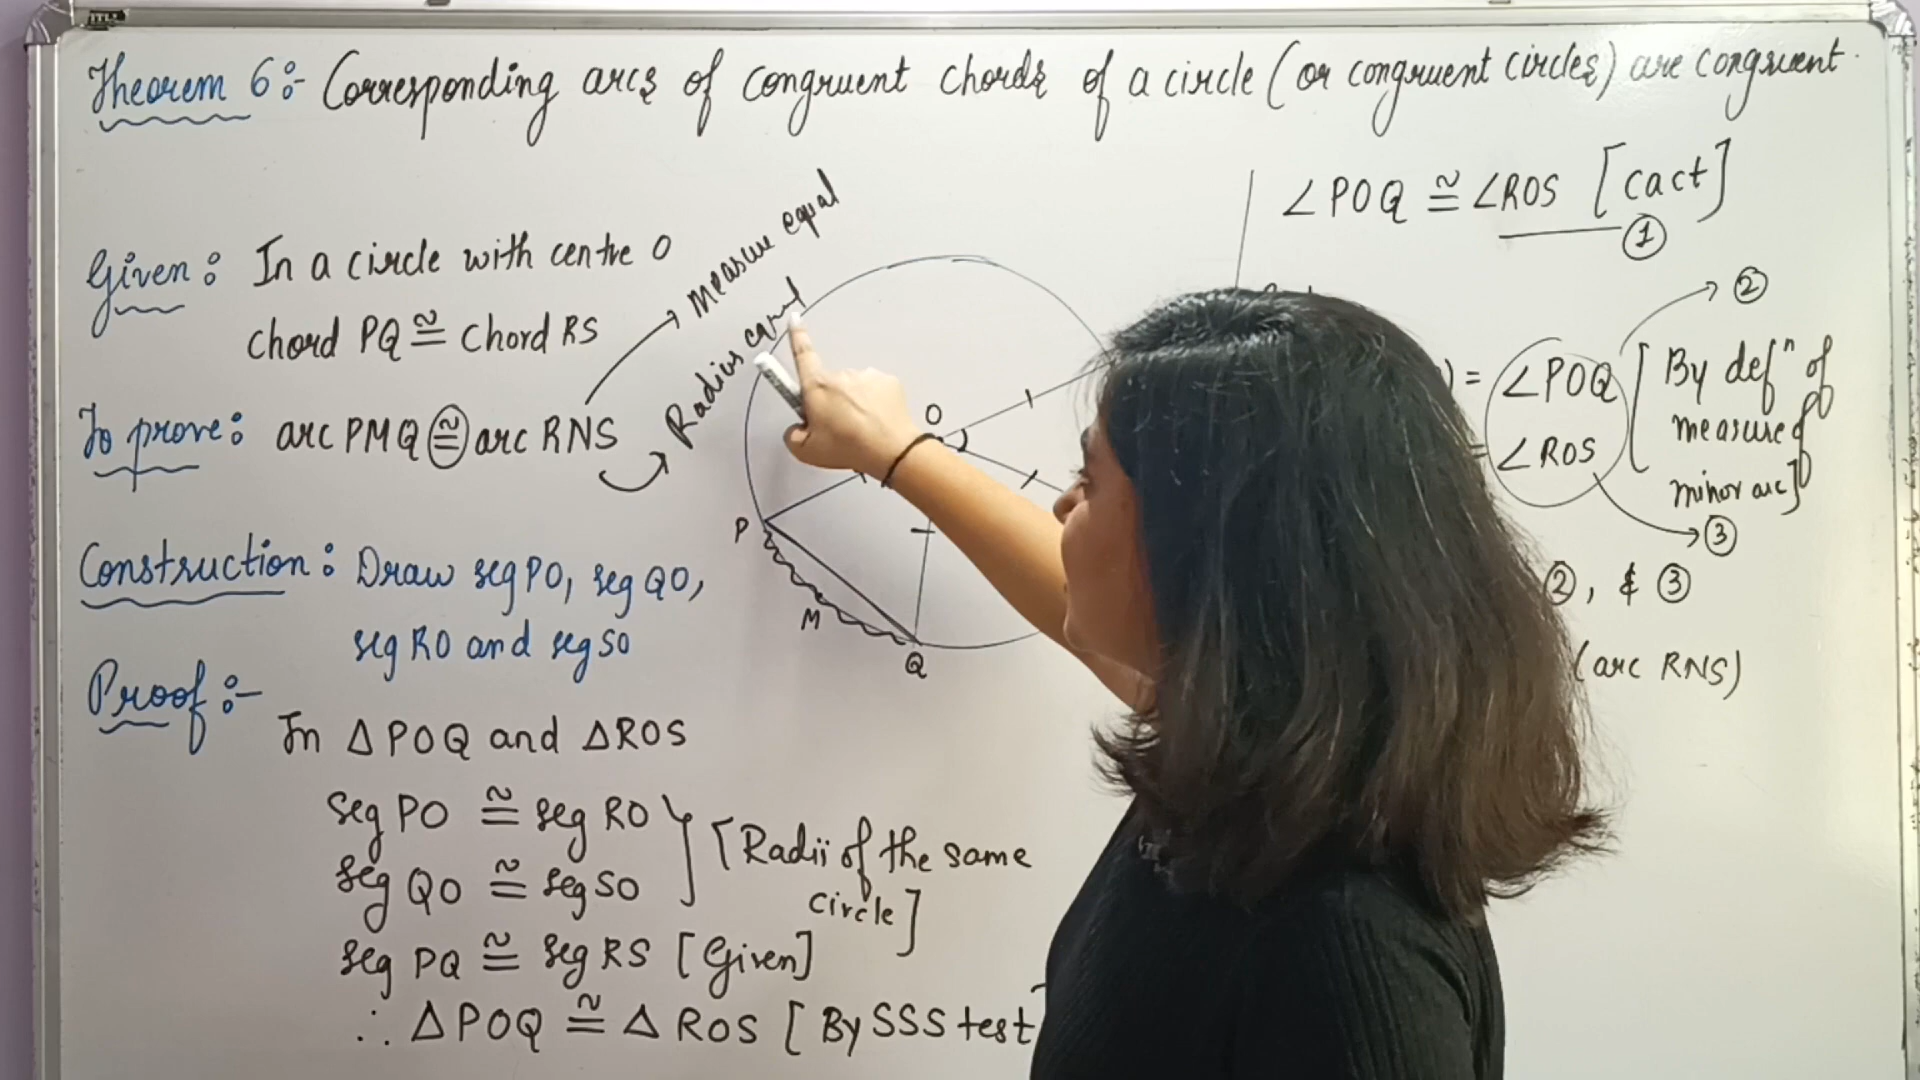 Theorem 6:- Corresponding arcs of congruent chords of a circle (or congruent circles) are congruent.
Given: In a circle with centre O
chord PQ ≅ chord RS
To prove: arc PMQ ≅ arc RNS
measure equal
Radius equal
Construction: Draw seg PO, seg QO,
seg RO and seg SO
Proof:-
In △POQ and △ROS
seg PO ≅ seg RO
seg QO ≅ seg SO
[Radii of the same
circle]
seg PQ ≅ seg RS [Given]
∴ △POQ ≅ △ROS [By SSS test
O
P
M
Q
∠POQ ≅ ∠ROS [cact]
①
②
) = ∠POQ [By defⁿ of
= ∠ROS measure of
minor arc]
③
②, & ③
(arc RNS)